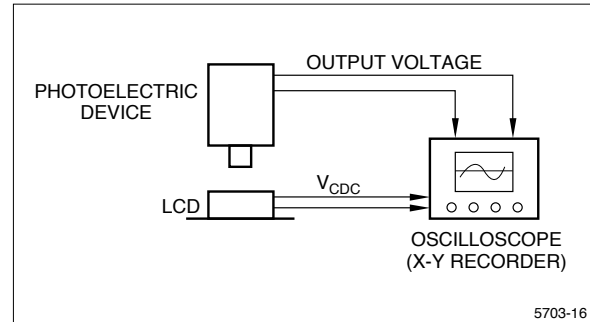 OUTPUT VOLTAGE
PHOTOELECTRIC
DEVICE
V_CDC
LCD
OSCILLOSCOPE
(X-Y RECORDER)
5703-16